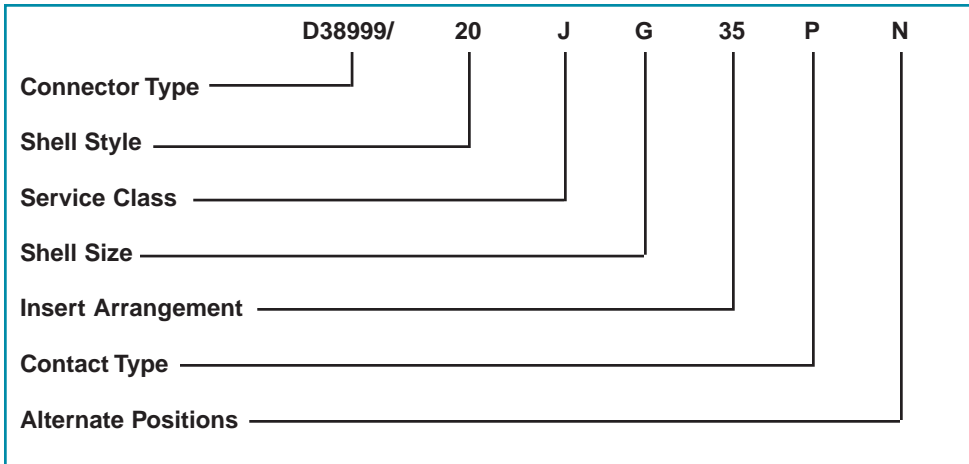 D38999/ 20 J G 35 P N
Connector Type
Shell Style
Service Class
Shell Size
Insert Arrangement
Contact Type
Alternate Positions